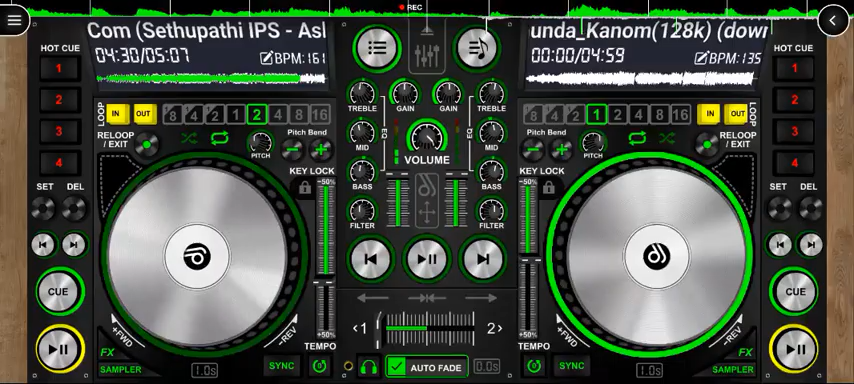 REC
Com (Sethupathi IPS - Asl
04:30/05:07
BPM:161
unda_Kanom(128k) (down
00:00/04:59
BPM:135
HOT CUE
1
2
3
4
SET
DEL
CUE
LOOP
IN
OUT
/8
/4
/2
1
2
4
8
16
RELOOP
/ EXIT
PITCH
Pitch Bend
KEY LOCK
-50%
+50%
TEMPO
+FWD
-REV
FX
SAMPLER
1.0s
SYNC
TREBLE
GAIN
GAIN
TREBLE
EQ
MID
VOLUME
MID
EQ
BASS
BASS
FILTER
FILTER
<1
2>
AUTO FADE
0.0s
/8
/4
/2
1
2
4
8
16
IN
OUT
LOOP
Pitch Bend
PITCH
RELOOP
/ EXIT
KEY LOCK
-50%
+50%
TEMPO
SYNC
1.0s
+FWD
-REV
FX
SAMPLER
HOT CUE
1
2
3
4
SET
DEL
CUE